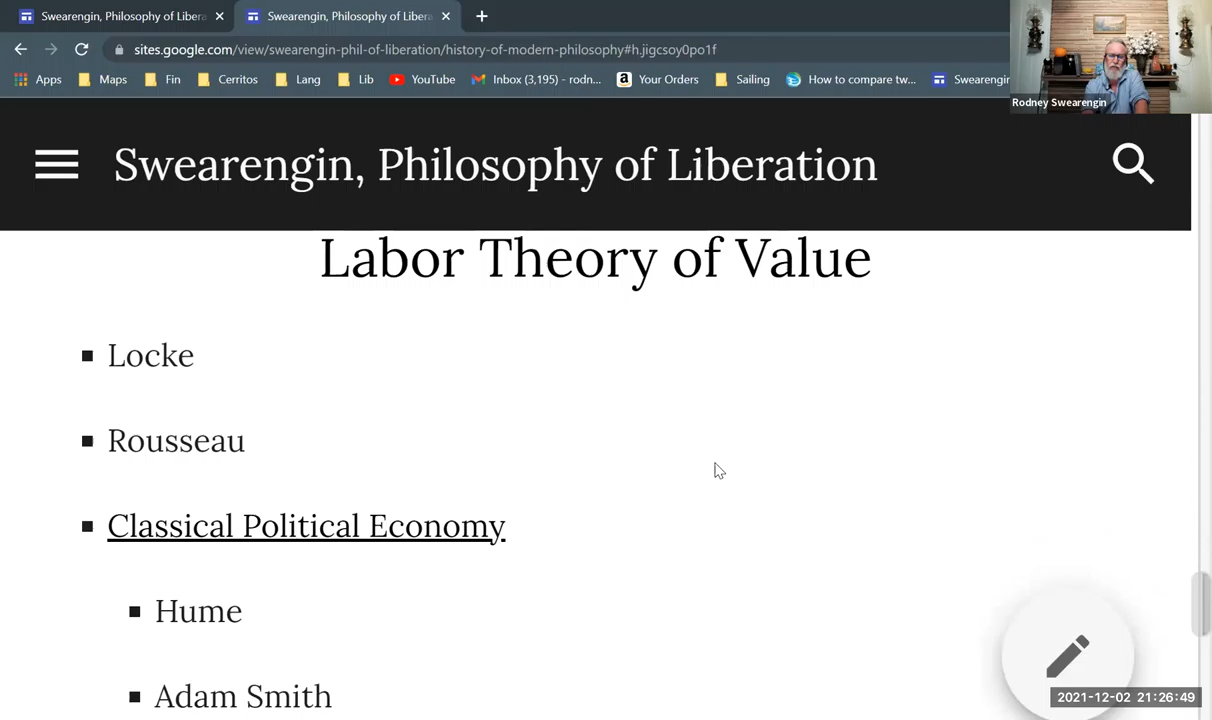 Swearengin, Philosophy of Libera
Swearengin, Philosophy of Libera
sites.google.com/view/swearengin-phil-of-liberation/history-of-modern-philosophy#h.jigcsoy0po1f
Apps Maps Fin Cerritos Lang Lib YouTube Inbox (3,195) - rodn... Your Orders Sailing How to compare tw... Swearengin
Rodney Swearengin
Swearengin, Philosophy of Liberation
Labor Theory of Value
Locke
Rousseau
Classical Political Economy
Hume
Adam Smith
2021-12-02 21:26:49